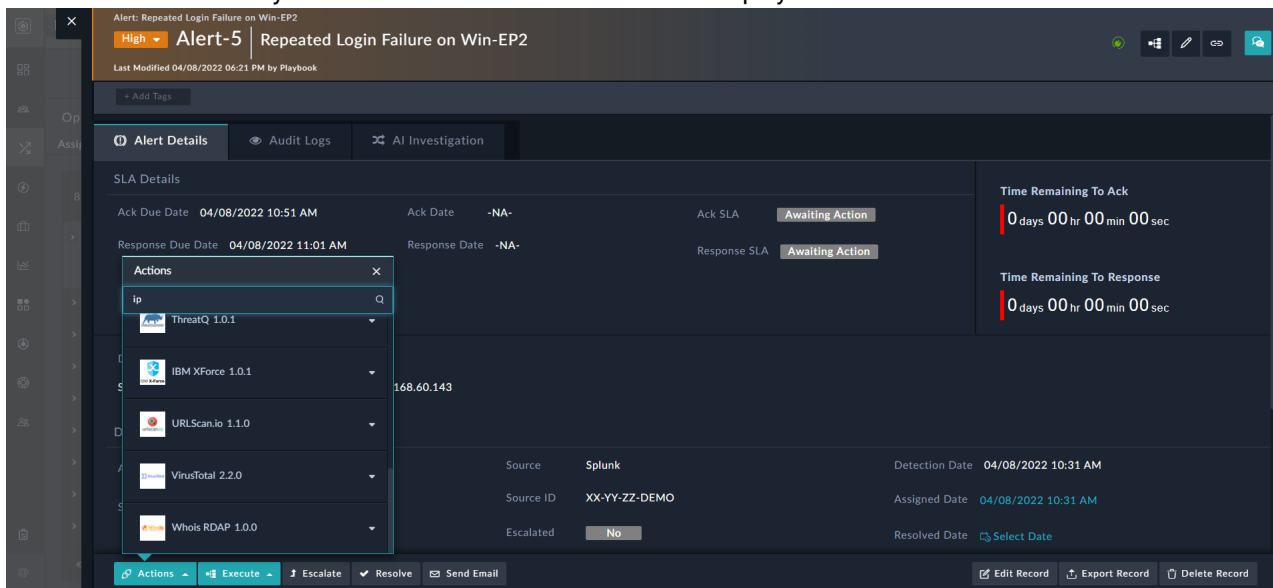 Alert: Repeated Login Failure on Win-EP2
High Alert-5 Repeated Login Failure on Win-EP2
Last Modified 04/08/2022 06:21 PM by Playbook
+ Add Tags
Alert Details Audit Logs AI Investigation
SLA Details
Ack Due Date 04/08/2022 10:51 AM Ack Date -NA- Ack SLA Awaiting Action
Response Due Date 04/08/2022 11:01 AM Response Date -NA- Response SLA Awaiting Action
Time Remaining To Ack
0 days 00 hr 00 min 00 sec
Time Remaining To Response
0 days 00 hr 00 min 00 sec
Actions
ip
ThreatQ 1.0.1
IBM XForce 1.0.1
URLScan.io 1.1.0
VirusTotal 2.2.0
Whois RDAP 1.0.0
168.60.143
Source Splunk Detection Date 04/08/2022 10:31 AM
Source ID XX-YY-ZZ-DEMO Assigned Date 04/08/2022 10:31 AM
Escalated No Resolved Date Select Date
Actions Execute Escalate Resolve Send Email Edit Record Export Record Delete Record